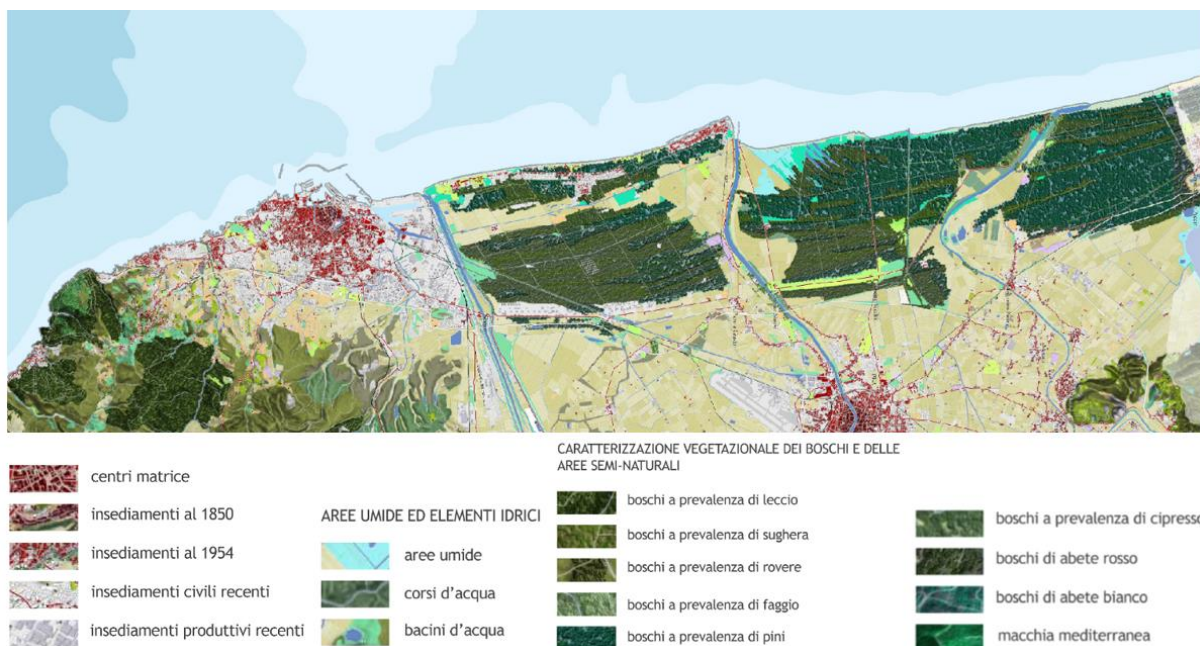 centri matrice
insediamenti al 1850
insediamenti al 1954
insediamenti civili recenti
insediamenti produttivi recenti
AREE UMIDE ED ELEMENTI IDRICI
aree umide
corsi d'acqua
bacini d'acqua
CARATTERIZZAZIONE VEGETAZIONALE DEI BOSCHI E DELLE
AREE SEMI-NATURALI
boschi a prevalenza di leccio
boschi a prevalenza di sughera
boschi a prevalenza di rovere
boschi a prevalenza di faggio
boschi a prevalenza di pini
boschi a prevalenza di cipresso
boschi di abete rosso
boschi di abete bianco
macchia mediterranea